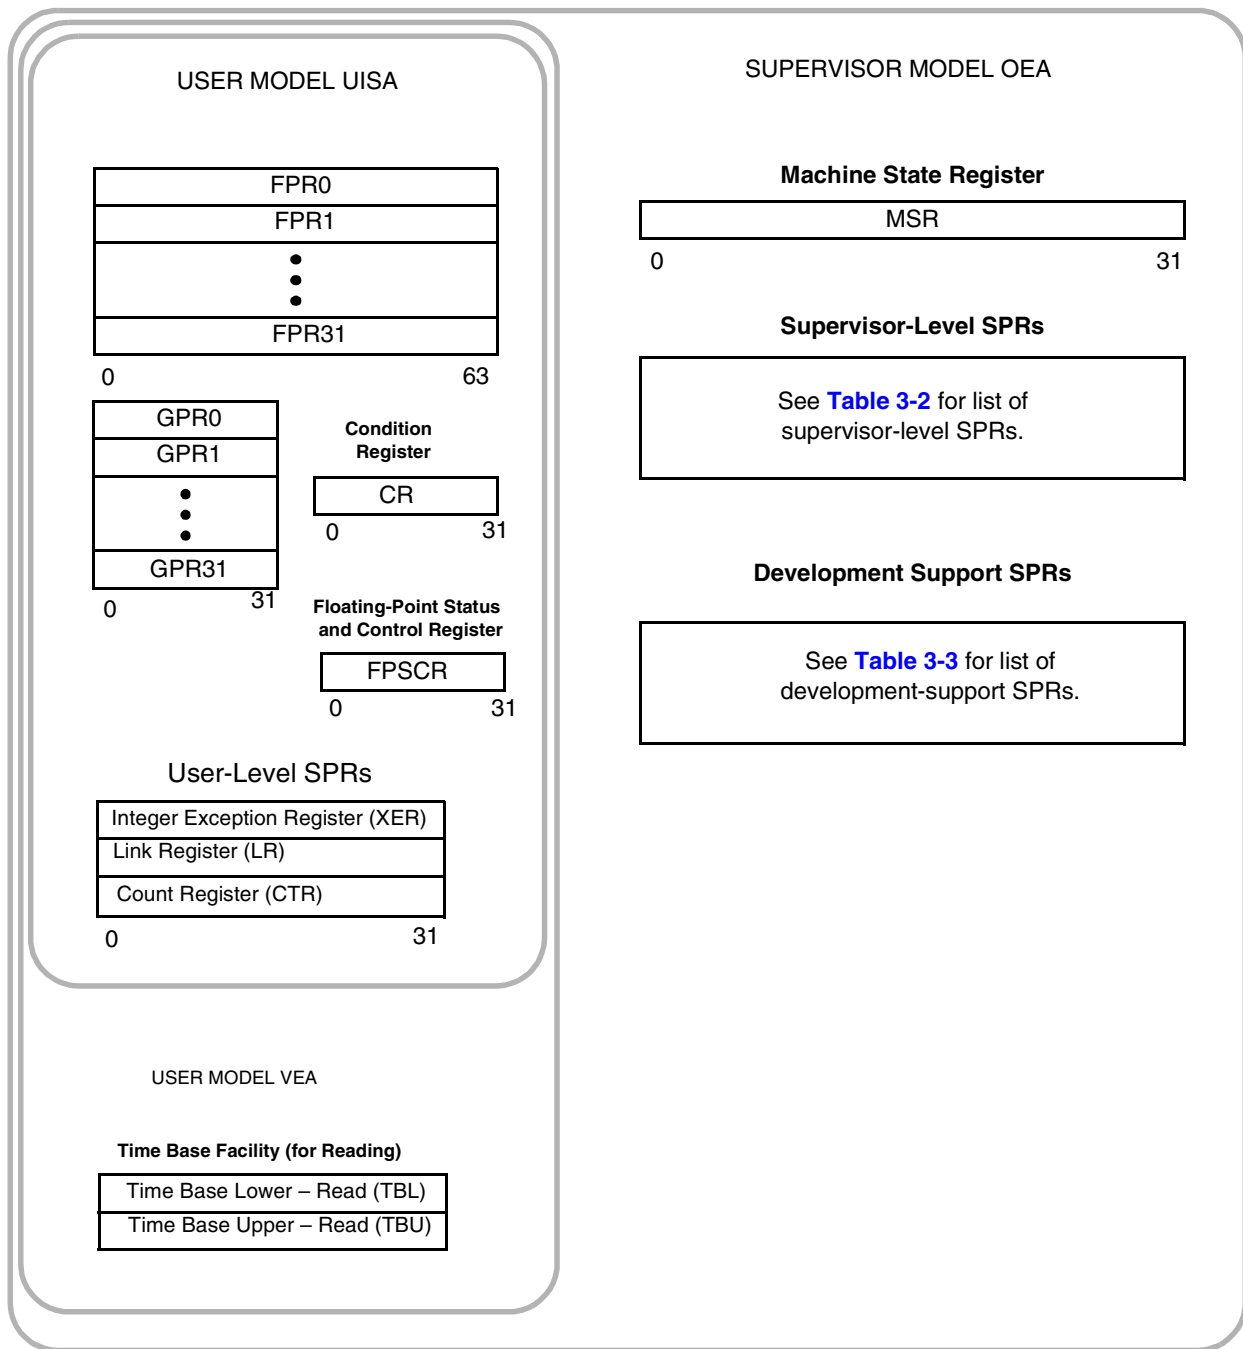 USER MODEL UISA
FPR0
FPR1
FPR31
0 63
GPR0
GPR1
GPR31
0 31
Condition
Register
CR
0 31
Floating-Point Status
and Control Register
FPSCR
0 31
User-Level SPRs
Integer Exception Register (XER)
Link Register (LR)
Count Register (CTR)
0 31
USER MODEL VEA
Time Base Facility (for Reading)
Time Base Lower – Read (TBL)
Time Base Upper – Read (TBU)
SUPERVISOR MODEL OEA
Machine State Register
MSR
0 31
Supervisor-Level SPRs
See Table 3-2 for list of
supervisor-level SPRs.
Development Support SPRs
See Table 3-3 for list of
development-support SPRs.